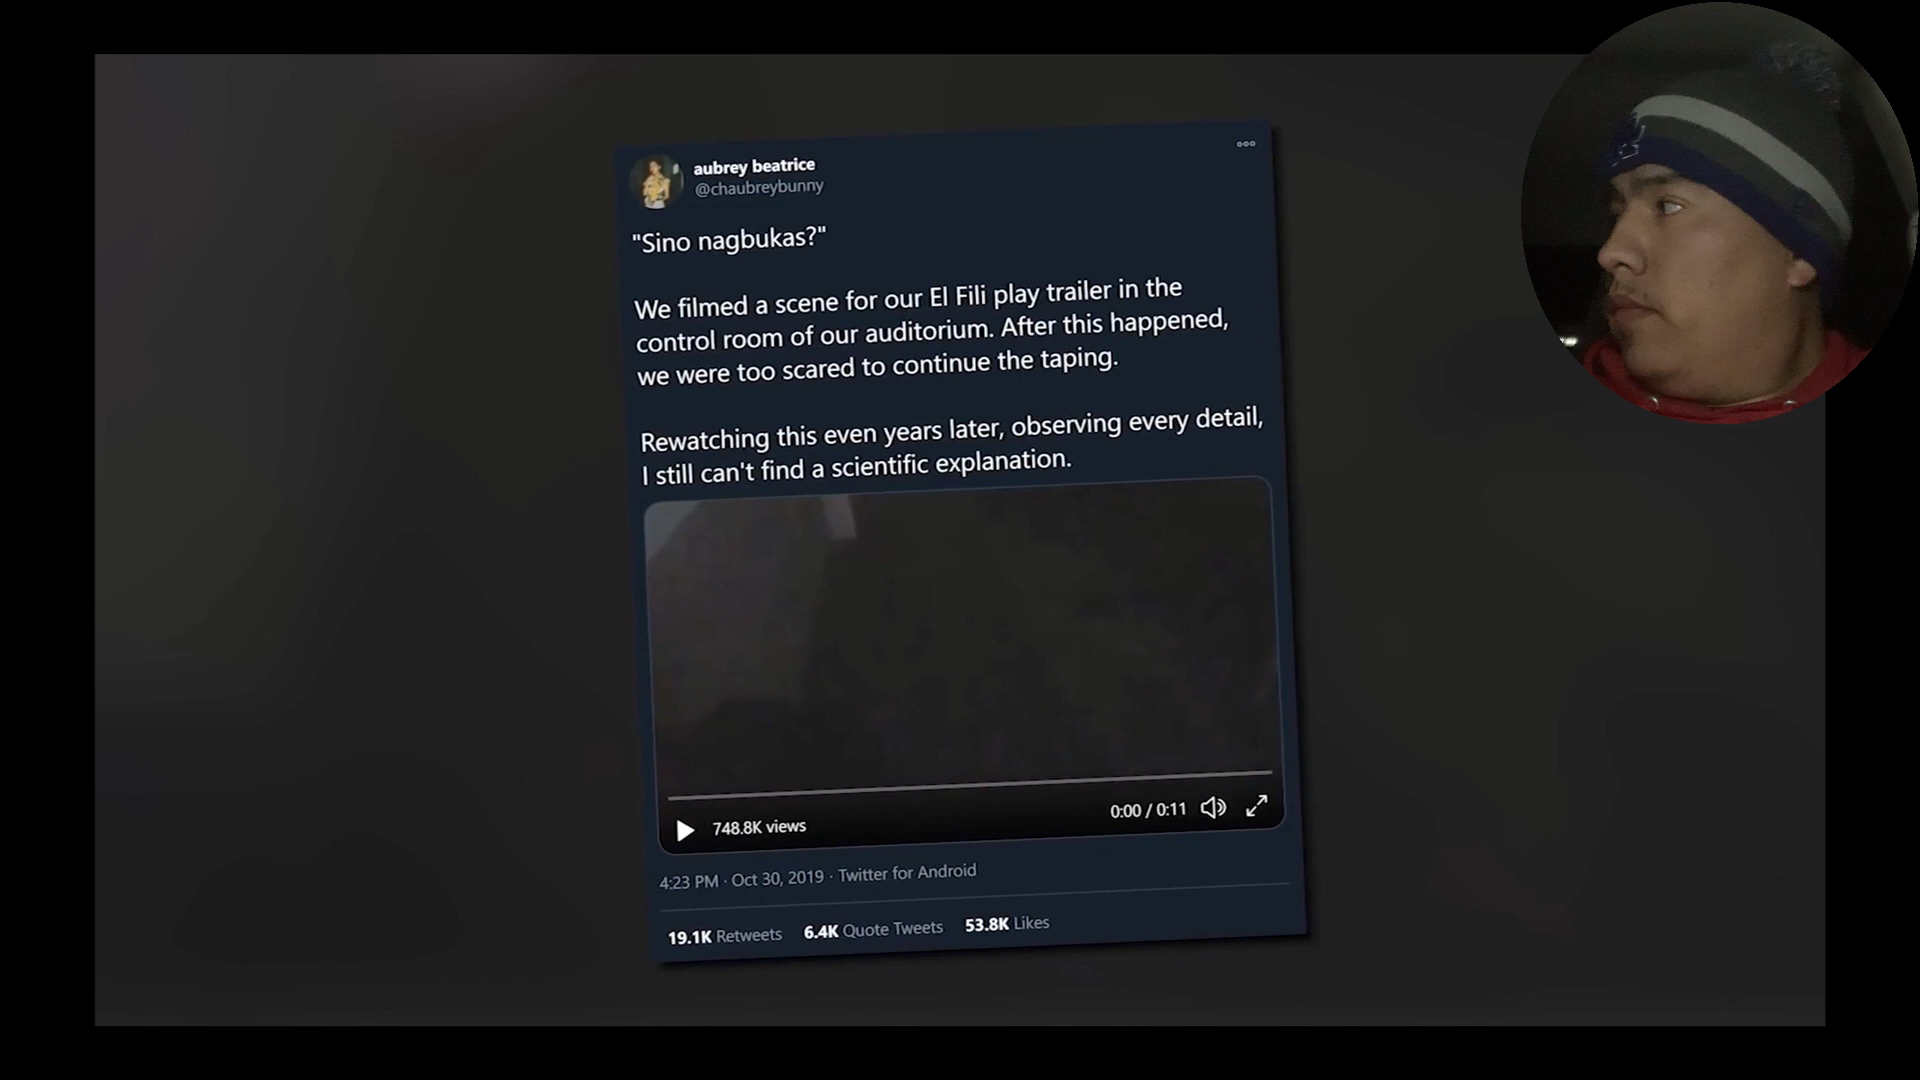 aubrey beatrice
@chaubreybunny
"Sino nagbukas?"
We filmed a scene for our El Fili play trailer in the
control room of our auditorium. After this happened,
we were too scared to continue the taping.
Rewatching this even years later, observing every detail,
I still can't find a scientific explanation.
748.8K views
0:00 / 0:11
4:23 PM · Oct 30, 2019 · Twitter for Android
19.1K Retweets 6.4K Quote Tweets 53.8K Likes